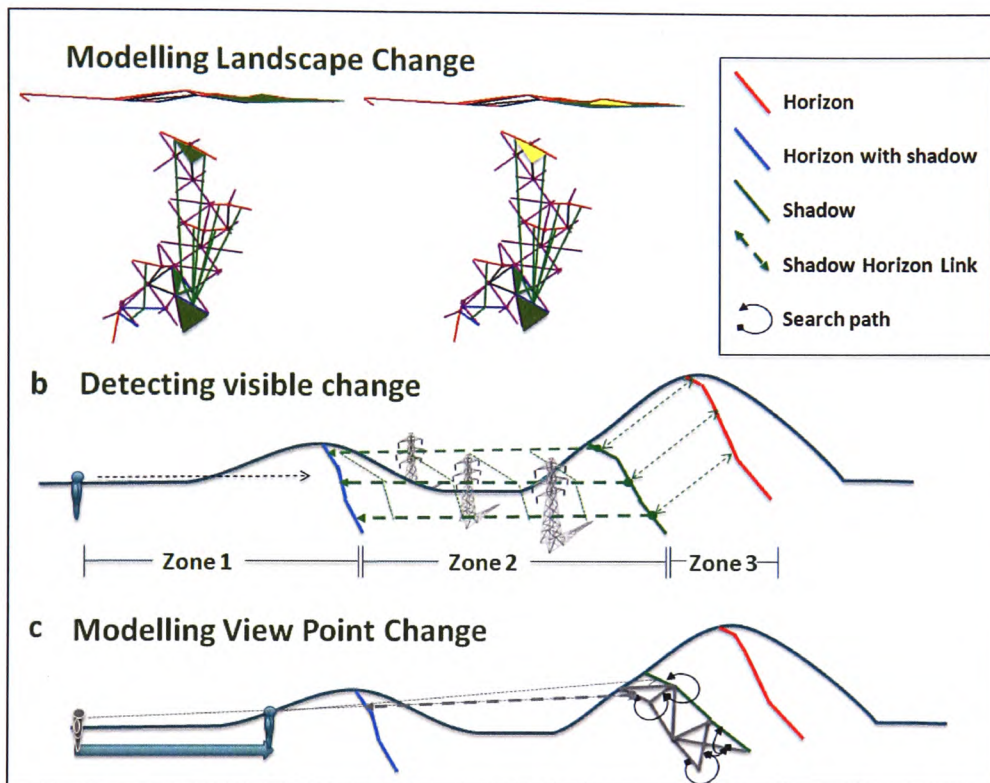 Modelling Landscape Change
Horizon
Horizon with shadow
Shadow
Shadow Horizon Link
Search path
b Detecting visible change
Zone 1
Zone 2
Zone 3
c Modelling View Point Change